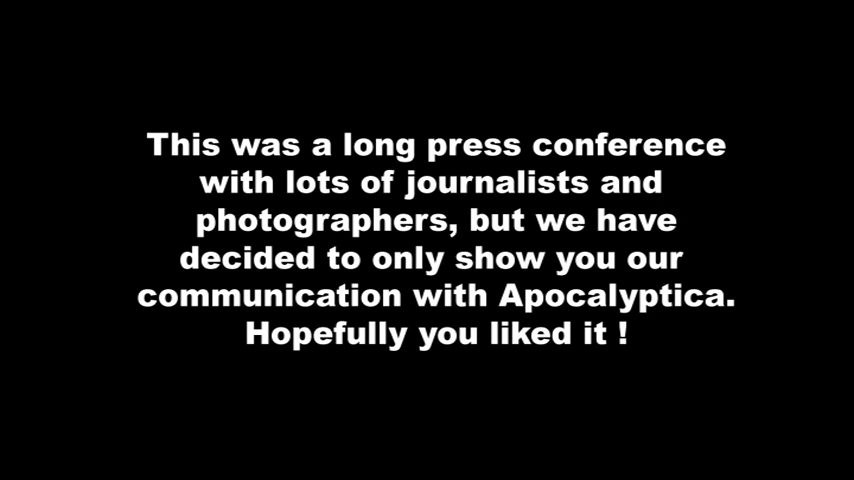 This was a long press conference
with lots of journalists and
photographers, but we have
decided to only show you our
communication with Apocalyptica.
Hopefully you liked it !